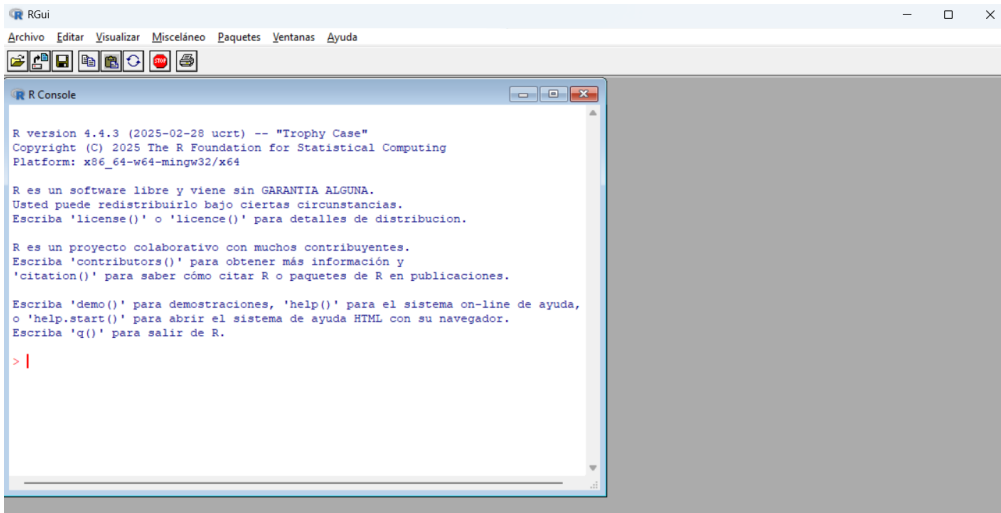 RGui
Archivo Editar Visualizar Misceláneo Paquetes Ventanas Ayuda
STOP
R Console
R version 4.4.3 (2025-02-28 ucrt) -- "Trophy Case"
Copyright (C) 2025 The R Foundation for Statistical Computing
Platform: x86_64-w64-mingw32/x64
R es un software libre y viene sin GARANTIA ALGUNA.
Usted puede redistribuirlo bajo ciertas circunstancias.
Escriba 'license()' o 'licence()' para detalles de distribucion.
R es un proyecto colaborativo con muchos contribuyentes.
Escriba 'contributors()' para obtener más información y
'citation()' para saber cómo citar R o paquetes de R en publicaciones.
Escriba 'demo()' para demostraciones, 'help()' para el sistema on-line de ayuda,
o 'help.start()' para abrir el sistema de ayuda HTML con su navegador.
Escriba 'q()' para salir de R.
>